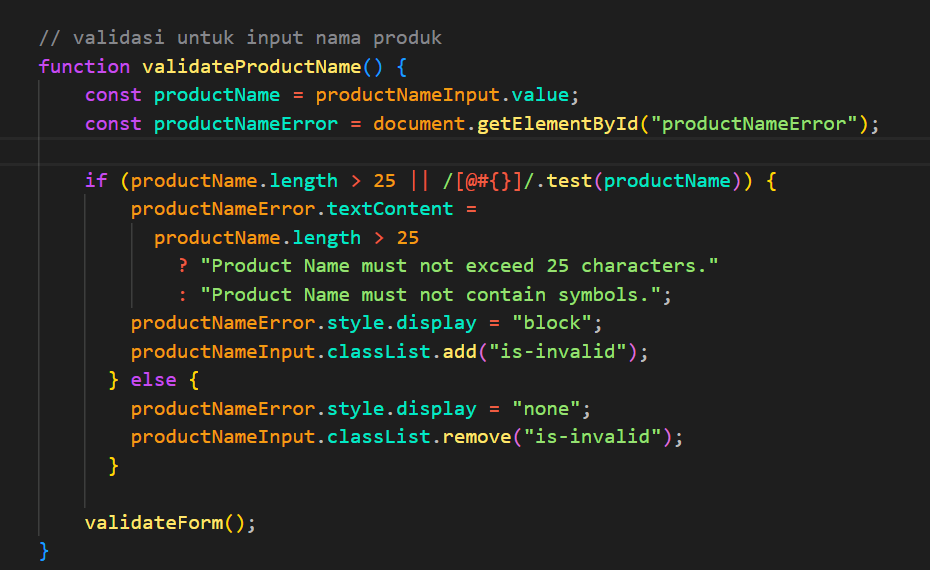 // validasi untuk input nama produk
function validateProductName() {
    const productName = productNameInput.value;
    const productNameError = document.getElementById("productNameError");

    if (productName.length > 25 || /[@#{}]/.test(productName)) {
        productNameError.textContent =
          productName.length > 25
            ? "Product Name must not exceed 25 characters."
            : "Product Name must not contain symbols.";
        productNameError.style.display = "block";
        productNameInput.classList.add("is-invalid");
      } else {
        productNameError.style.display = "none";
        productNameInput.classList.remove("is-invalid");
      }

    validateForm();
}